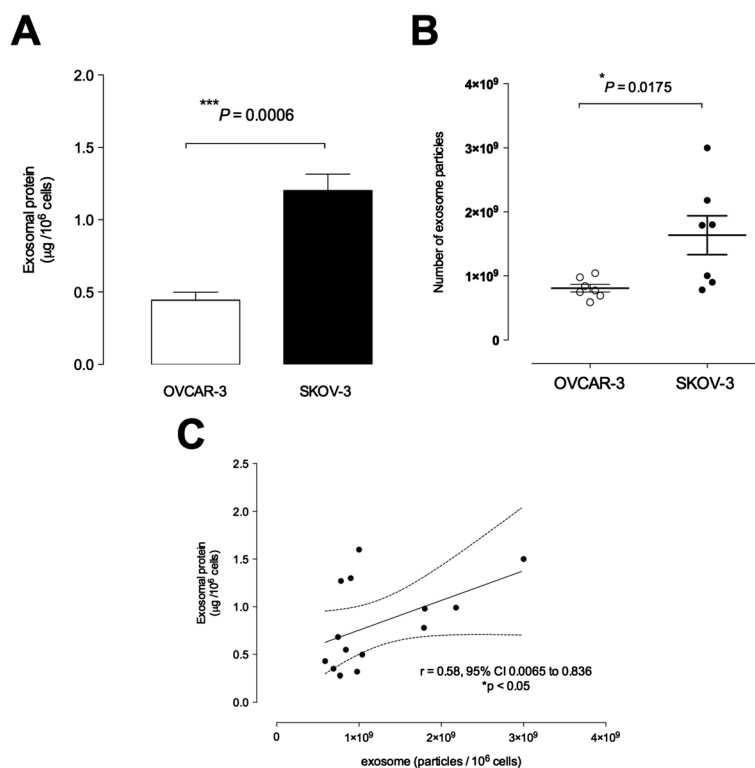 A
2.0
1.5
1.0
0.5
0.0
Exosomal protein
(μg /10⁶ cells)
***
P = 0.0006
OVCAR-3
SKOV-3
B
4×10⁹
3×10⁹
2×10⁹
1×10⁹
0
Number of exosome particles
*
P = 0.0175
OVCAR-3
SKOV-3
C
2.5
2.0
1.5
1.0
0.5
0.0
Exosomal protein
(μg /10⁶ cells)
r = 0.58, 95% CI 0.0065 to 0.836
*p < 0.05
0
1×10⁹
2×10⁹
3×10⁹
4×10⁹
exosome (particles / 10⁶ cells)